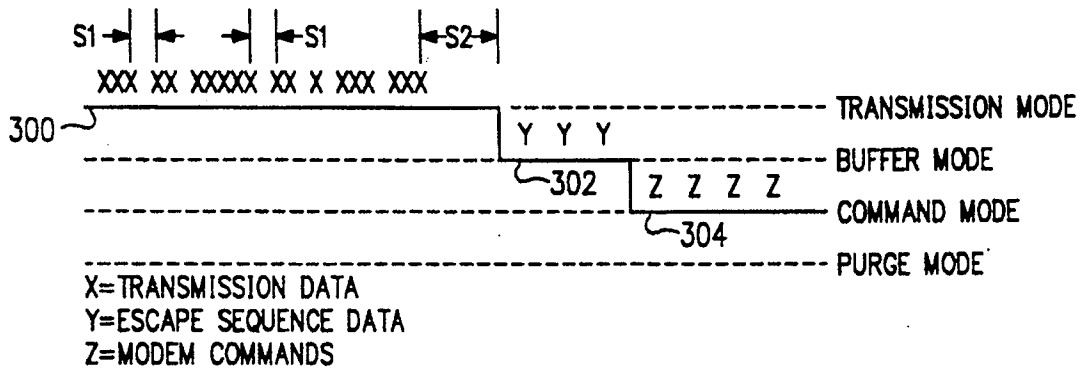 S1 S1 S2
XXX XX XXXXX XX X XXX XXX
300 TRANSMISSION MODE
Y Y Y
302 BUFFER MODE
Z Z Z Z
304 COMMAND MODE
PURGE MODE
X=TRANSMISSION DATA
Y=ESCAPE SEQUENCE DATA
Z=MODEM COMMANDS